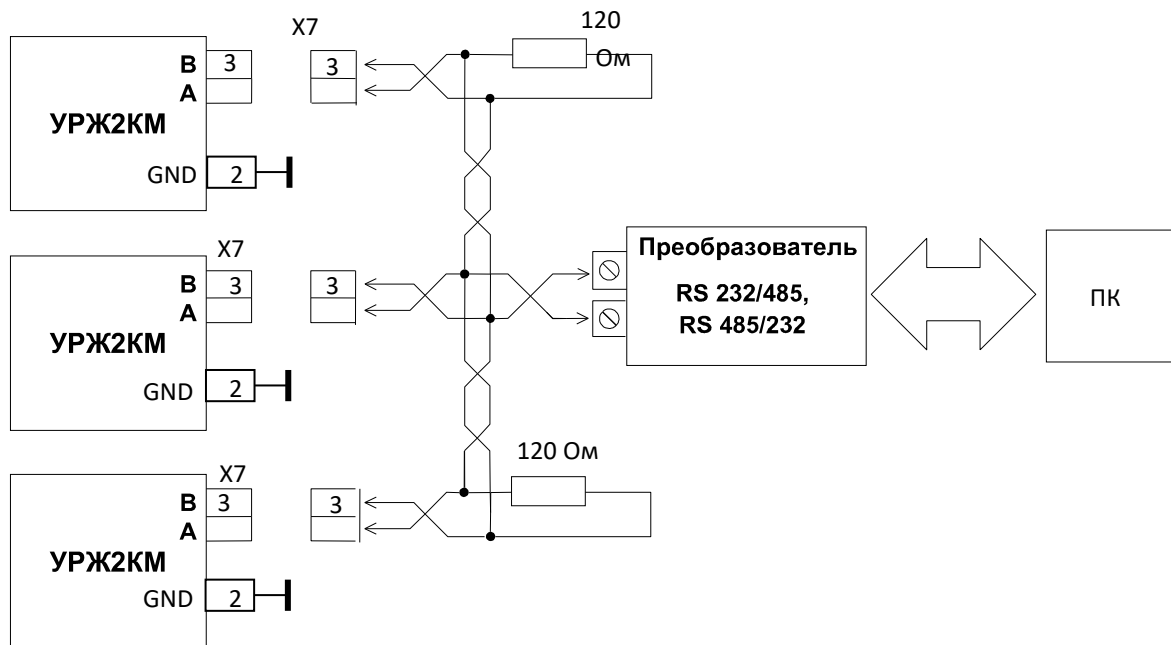 X7
120
Ом
B 3
3
A
УРЖ2КМ
GND 2
X7
B 3
3
A
УРЖ2КМ
GND 2
Преобразователь
RS 232/485,
RS 485/232
ПК
X7
120 Ом
B 3
3
A
УРЖ2КМ
GND 2